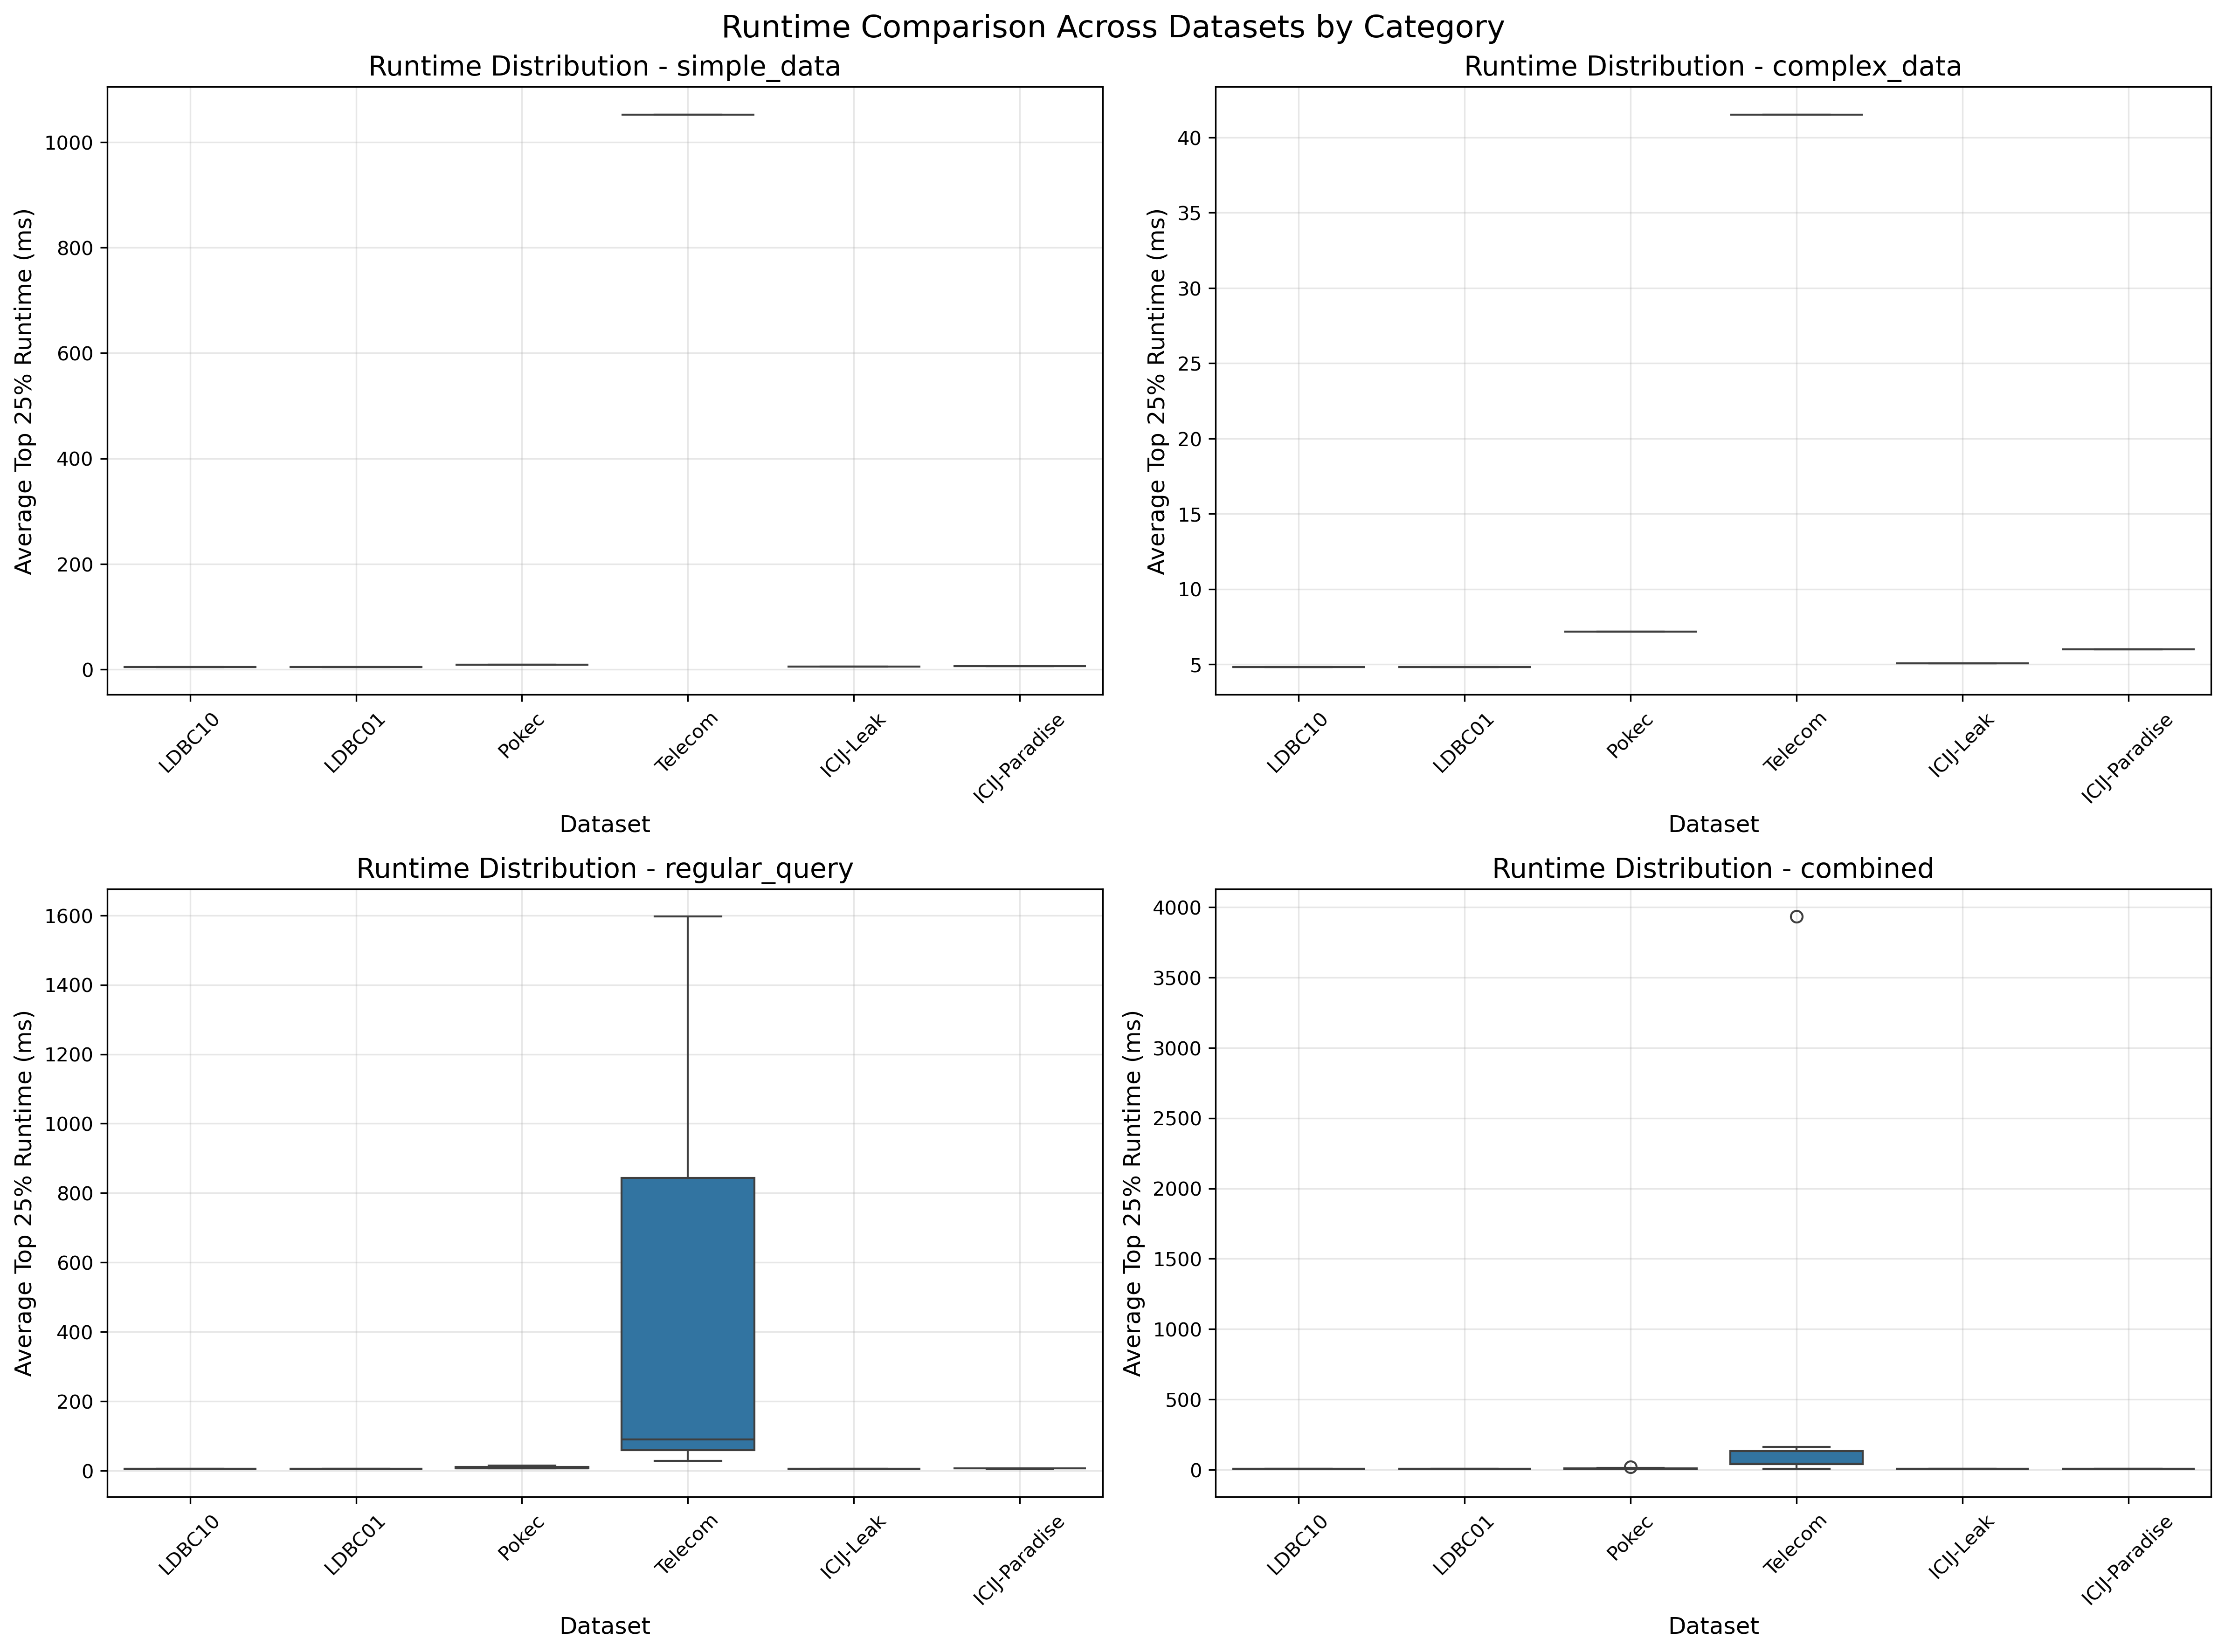 Runtime Comparison Across Datasets by Category
Runtime Distribution - simple_data
Average Top 25% Runtime (ms)
1000
800
600
400
200
0
LDBC10
LDBC01
Pokec
Telecom
ICIJ-Leak
ICIJ-Paradise
Dataset
Runtime Distribution - complex_data
Average Top 25% Runtime (ms)
40
35
30
25
20
15
10
5
LDBC10
LDBC01
Pokec
Telecom
ICIJ-Leak
ICIJ-Paradise
Dataset
Runtime Distribution - regular_query
Average Top 25% Runtime (ms)
1600
1400
1200
1000
800
600
400
200
0
LDBC10
LDBC01
Pokec
Telecom
ICIJ-Leak
ICIJ-Paradise
Dataset
Runtime Distribution - combined
Average Top 25% Runtime (ms)
4000
3500
3000
2500
2000
1500
1000
500
0
LDBC10
LDBC01
Pokec
Telecom
ICIJ-Leak
ICIJ-Paradise
Dataset